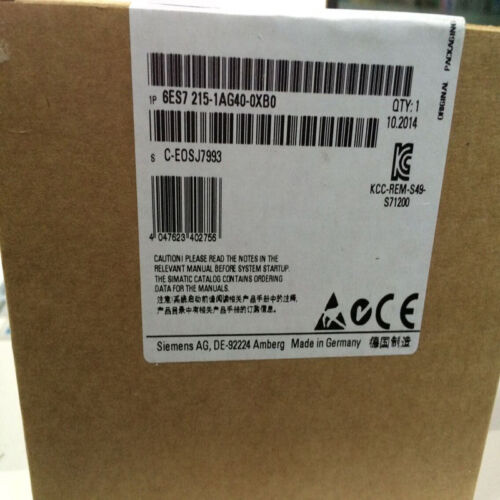 1P 6ES7 215-1AG40-0XB0
QTY: 1
10.2014
S C-EOSJ7993
KCC-REM-S49-
S71200
4 047623 402756
CAUTION! PLEASE READ THE NOTES IN THE
RELEVANT MANUAL BEFORE SYSTEM STARTUP.
THE SIMATIC CATALOG CONTAINS ORDERING
DATA FOR THE MANUALS.
注意!系统启动前请阅读相关产品手册中的注释,
产品目录中有相关产品手册的订购信息。
CE
Siemens AG, DE-92224 Amberg Made in Germany 德国制造
ORIGINAL PACKAGING